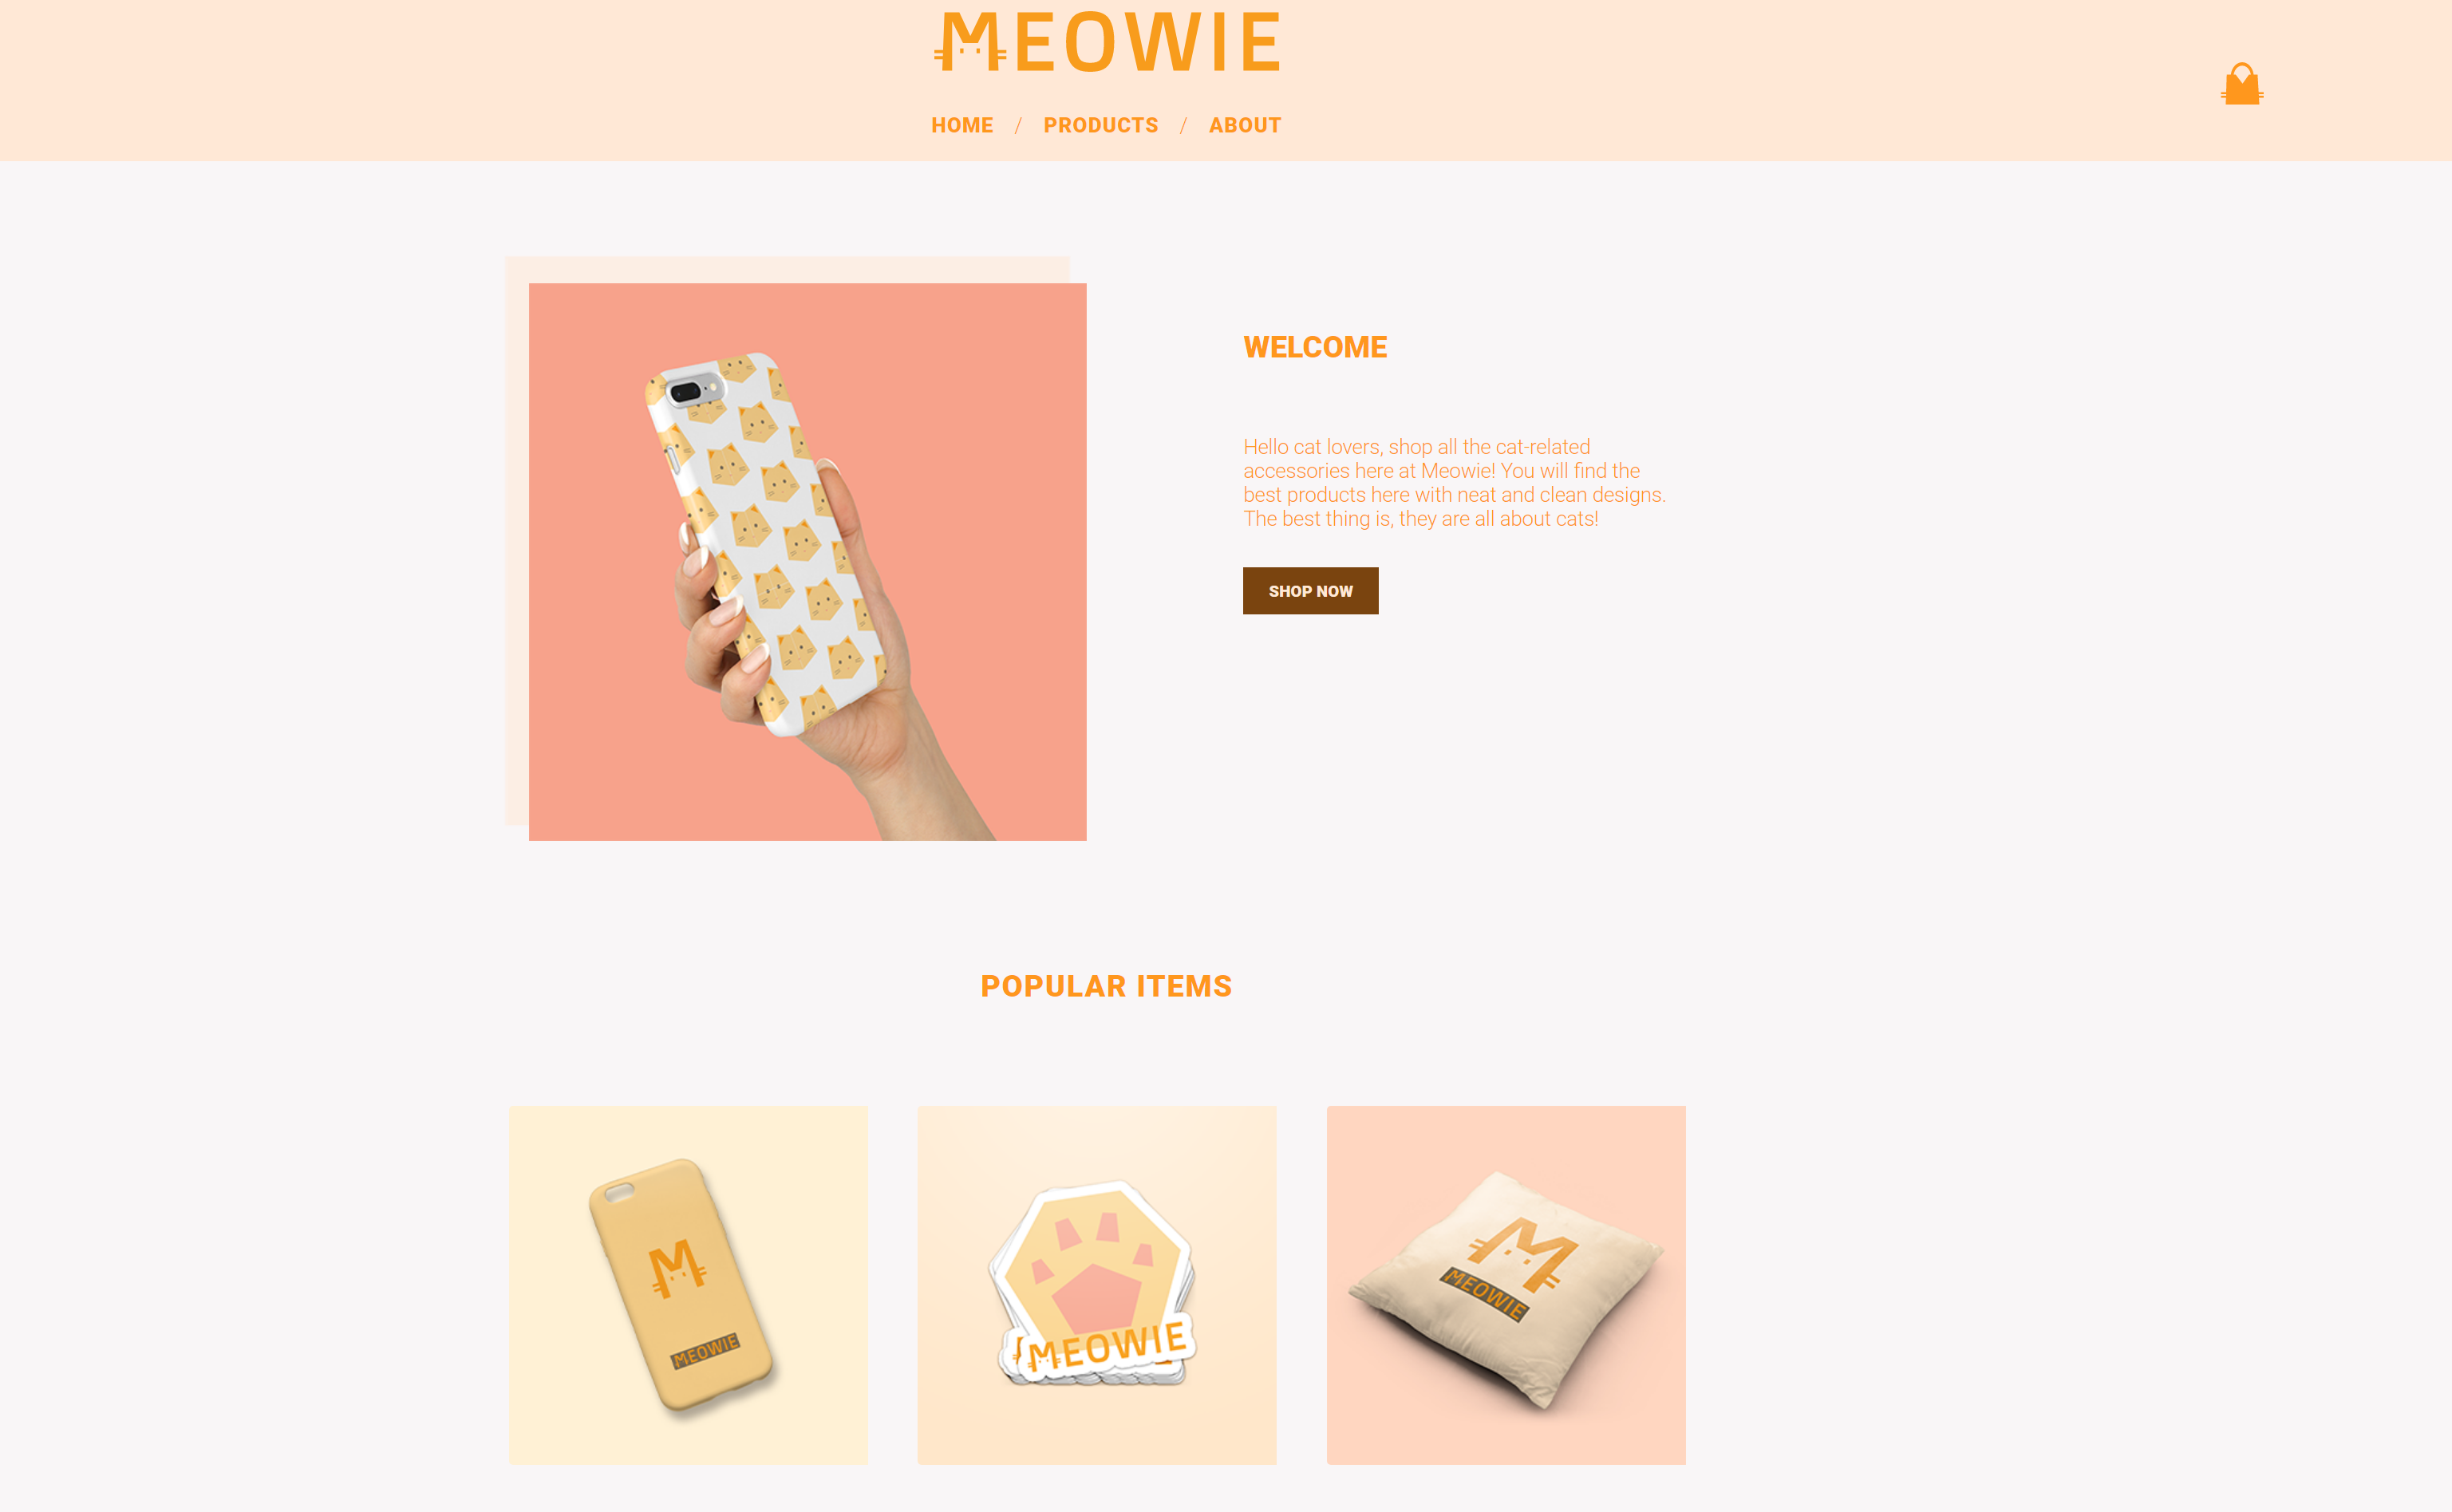 MEOWIE
HOME / PRODUCTS / ABOUT
WELCOME
Hello cat lovers, shop all the cat-related
accessories here at Meowie! You will find the
best products here with neat and clean designs.
The best thing is, they are all about cats!
SHOP NOW
POPULAR ITEMS
M
MEOWIE
MEOWIE
M
MEOWIE